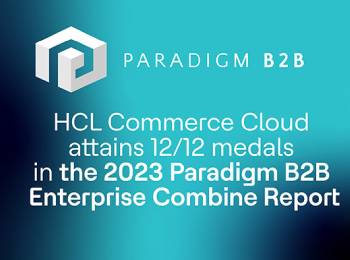 PARADIGM B2B
HCL Commerce Cloud
attains 12/12 medals
in the 2023 Paradigm B2B
Enterprise Combine Report